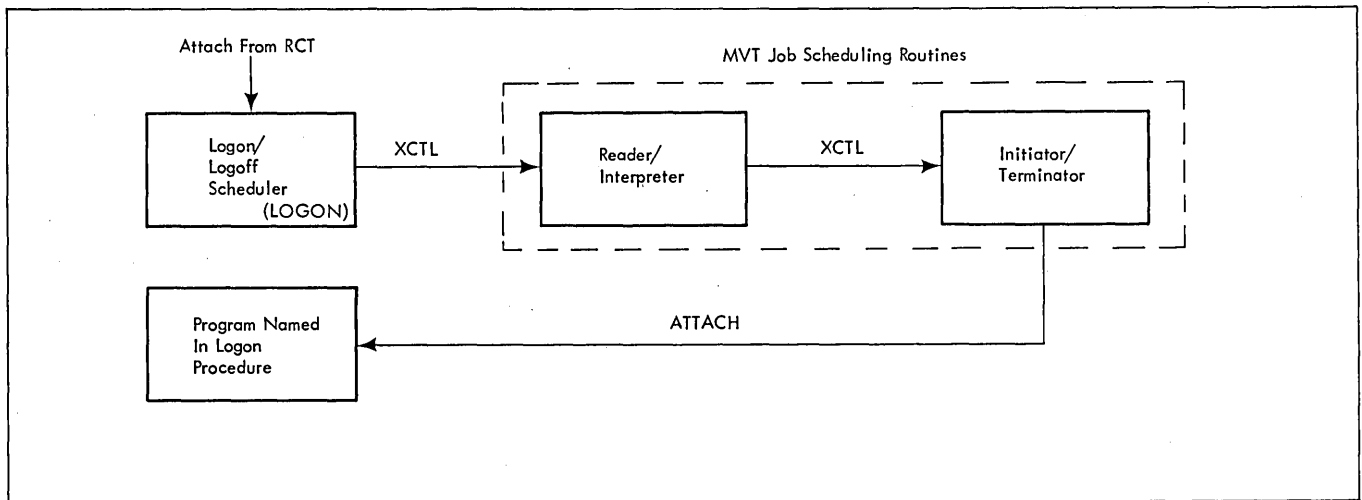 Attach From RCT
MVT Job Scheduling Routines
Logon/
Logoff
Scheduler
(LOGON)
XCTL
Reader/
Interpreter
XCTL
Initiator/
Terminator
ATTACH
Program Named
In Logon
Procedure